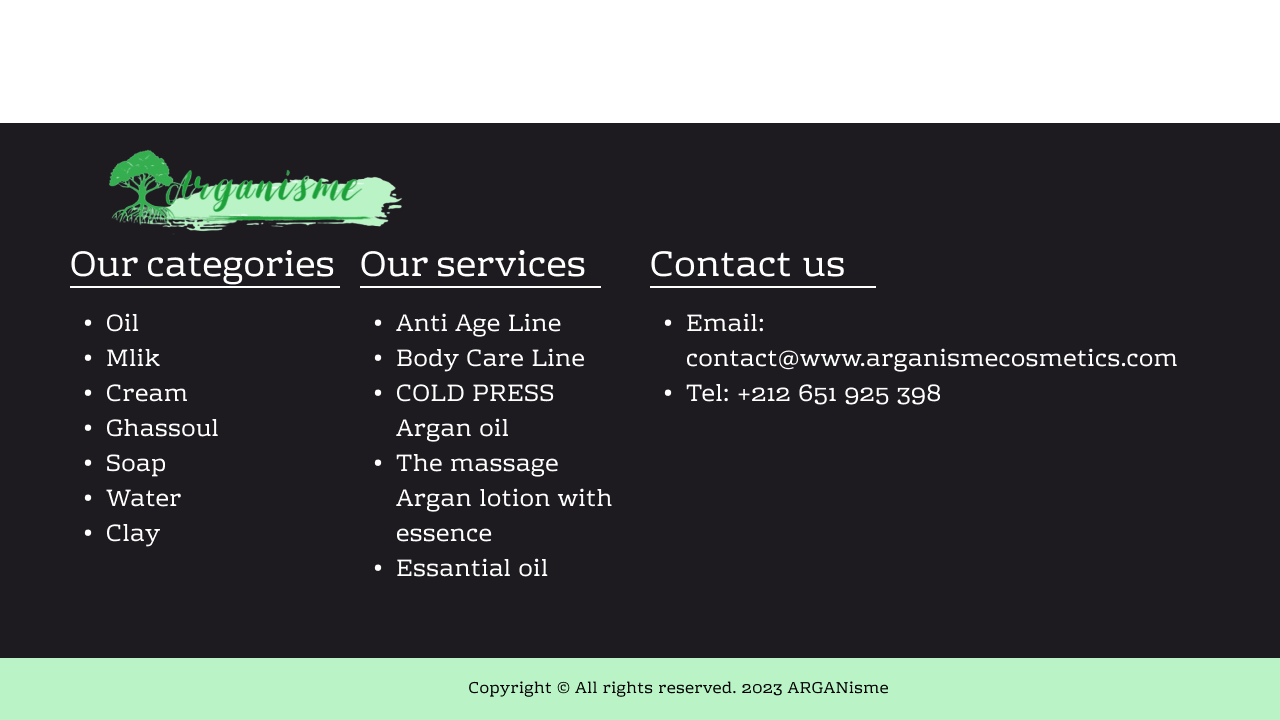 Arganisme
Our categories
• Oil
• Mlik
• Cream
• Ghassoul
• Soap
• Water
• Clay
Our services
• Anti Age Line
• Body Care Line
• COLD PRESS
Argan oil
• The massage
Argan lotion with
essence
• Essantial oil
Contact us
• Email:
contact@www.arganismecosmetics.com
• Tel: +212 651 925 398
Copyright © All rights reserved. 2023 ARGANisme